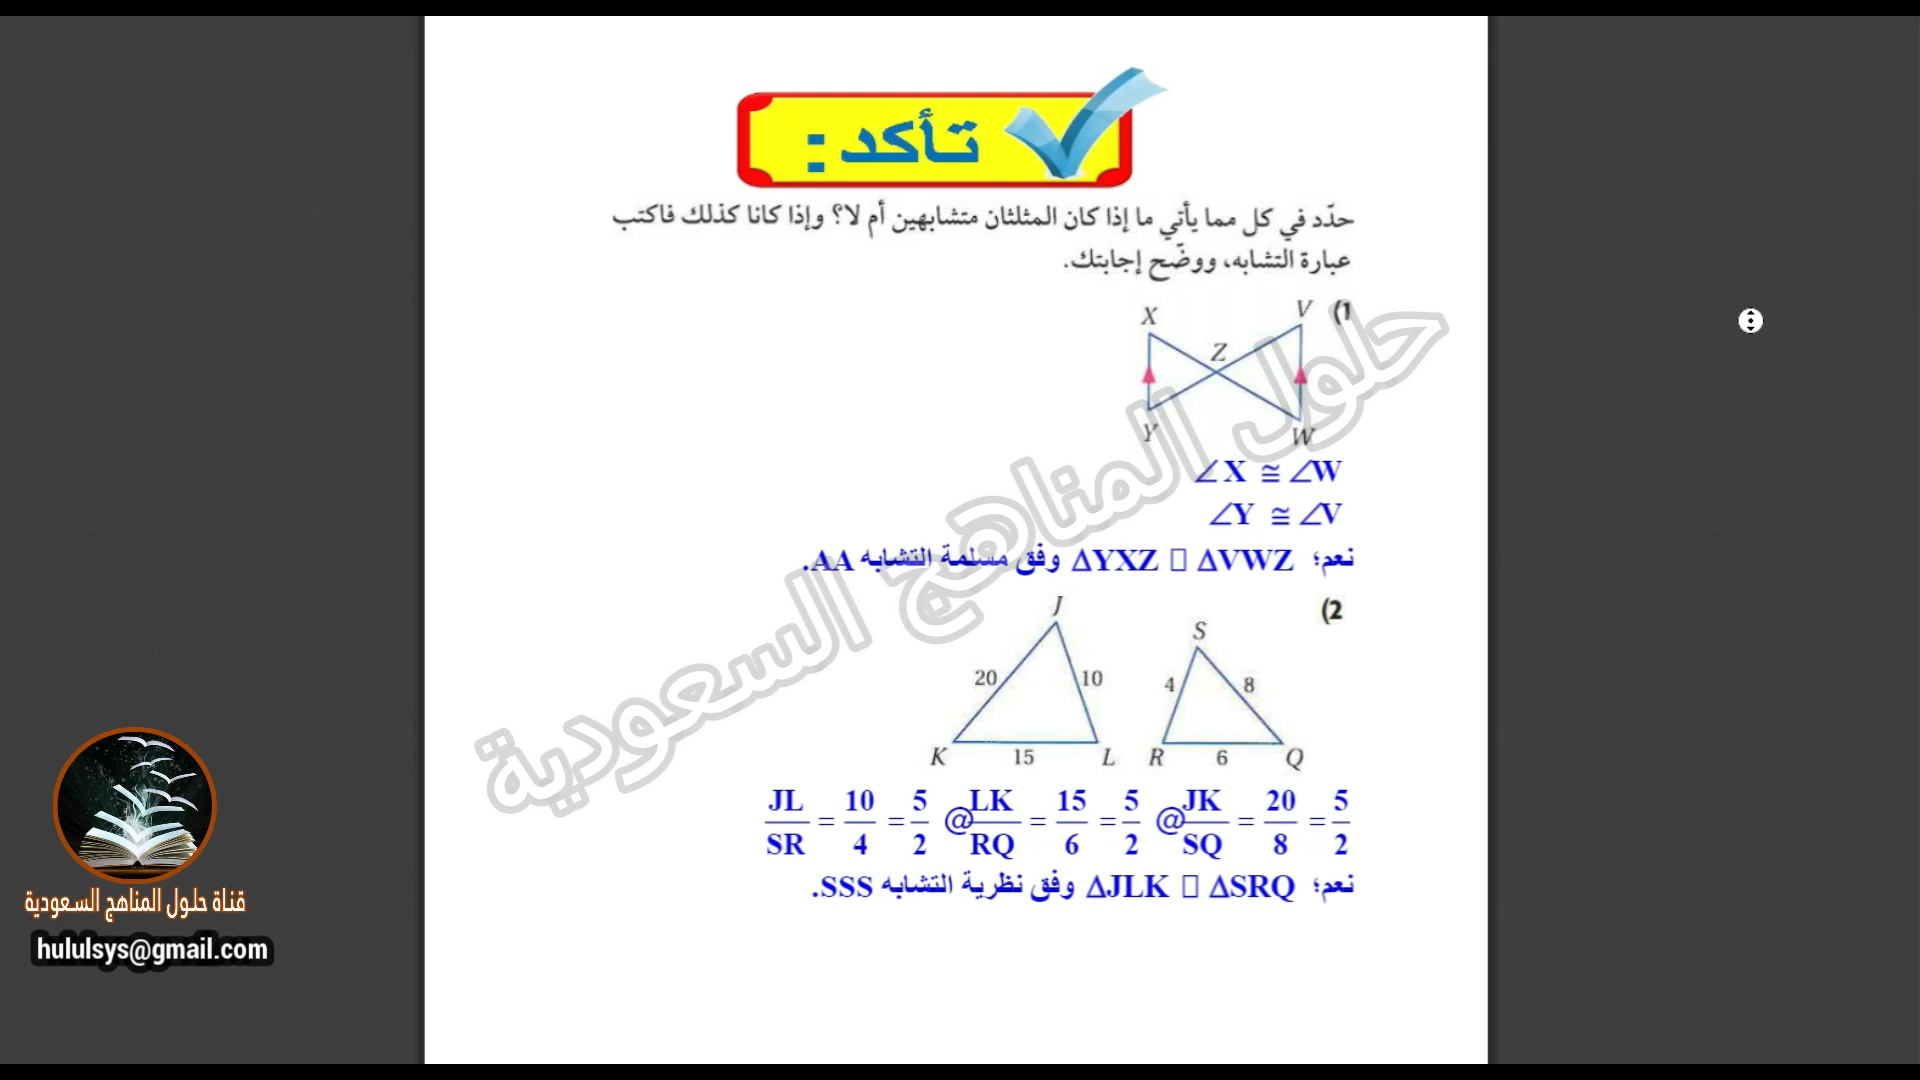 تأكد :
حدّد في كل مما يأتي ما إذا كان المثلثان متشابهين أم لا؟ وإذا كانا كذلك فاكتب
عبارة التشابه، ووضّح إجابتك.
(1
X
V
Z
Y
W
∠X ≅ ∠W
∠Y ≅ ∠V
نعم؛ ΔYXZ ▯ ΔVWZ وفق مسلمة التشابه AA.
(2
J
S
20
10
4
8
K
15
L
R
6
Q
JL/SR = 10/4 = 5/2 @ LK/RQ = 15/6 = 5/2 @ JK/SQ = 20/8 = 5/2
نعم؛ ΔJLK ▯ ΔSRQ وفق نظرية التشابه SSS.
حلول المناهج السعودية
قناة حلول المناهج السعودية
hululsys@gmail.com